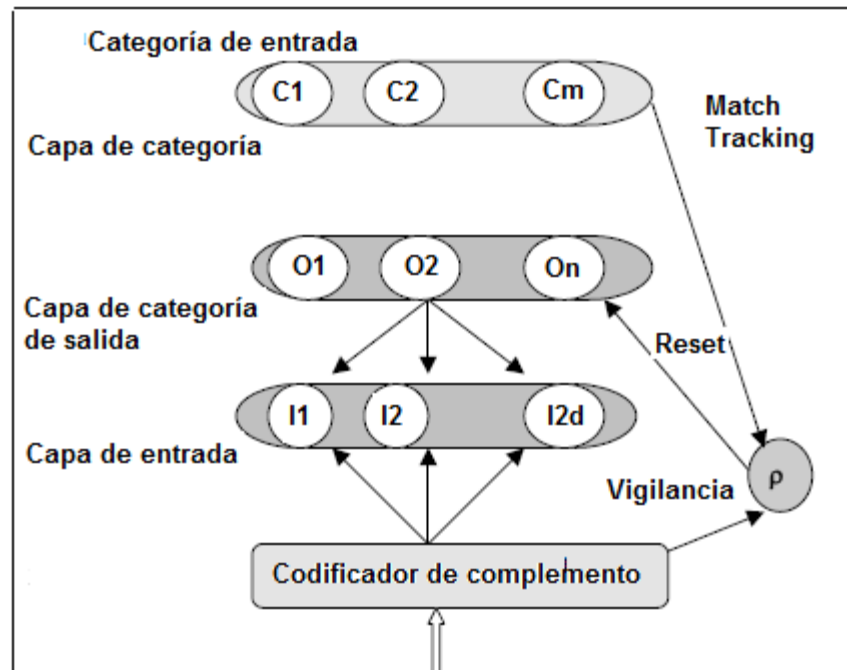 Categoría de entrada
C1 C2 Cm
Match
Tracking
Capa de categoría
O1 O2 On
Capa de categoría
de salida
Reset
I1 I2 I2d
Capa de entrada
Vigilancia
ρ
Codificador de complemento